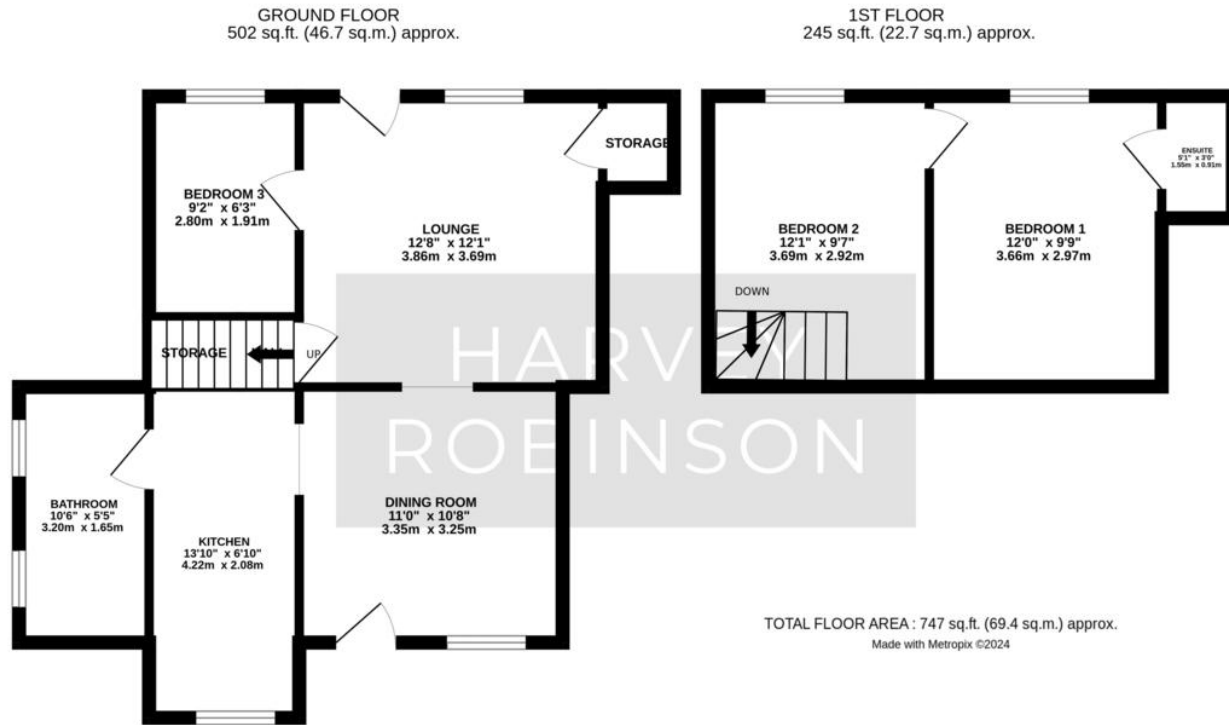 GROUND FLOOR
502 sq.ft. (46.7 sq.m.) approx.
1ST FLOOR
245 sq.ft. (22.7 sq.m.) approx.
STORAGE
BEDROOM 3
9'2" x 6'3"
2.80m x 1.91m
LOUNGE
12'8" x 12'1"
3.86m x 3.69m
STORAGE
UP
BATHROOM
10'6" x 5'5"
3.20m x 1.65m
KITCHEN
13'10" x 6'10"
4.22m x 2.08m
DINING ROOM
11'0" x 10'8"
3.35m x 3.25m
ENSUITE
5'1" x 3'0"
1.55m x 0.91m
BEDROOM 2
12'1" x 9'7"
3.69m x 2.92m
BEDROOM 1
12'0" x 9'9"
3.66m x 2.97m
DOWN
HARVEY
ROBINSON
TOTAL FLOOR AREA : 747 sq.ft. (69.4 sq.m.) approx.
Made with Metropix ©2024